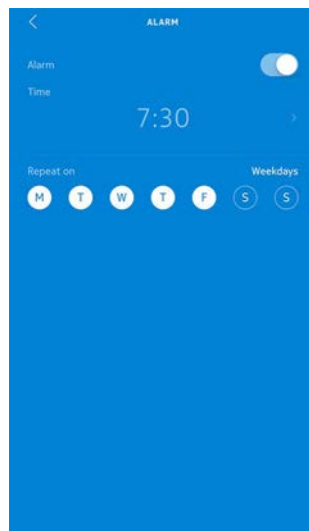 ALARM
Alarm
Time
7:30
Repeat on Weekdays
M T W T F S S